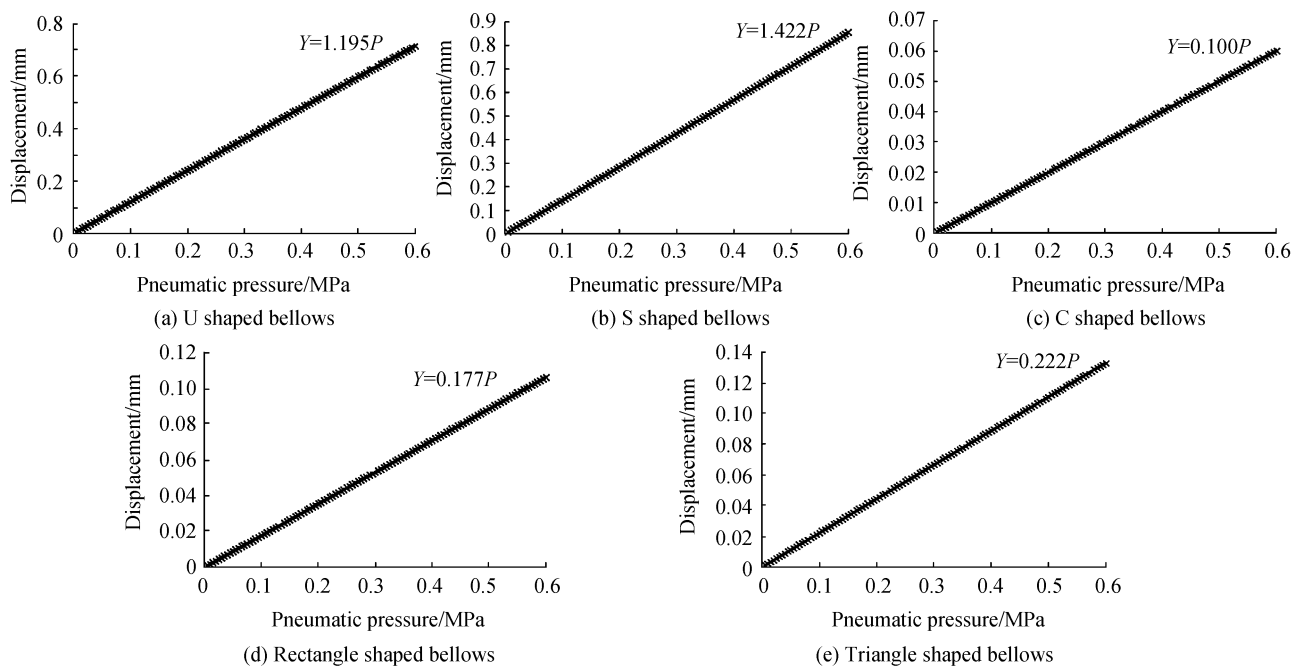 0.8
0.6
0.4
0.2
0
Displacement/mm
Y=1.195P
0 0.1 0.2 0.3 0.4 0.5 0.6
Pneumatic pressure/MPa
(a) U shaped bellows
0.9
0.8
0.7
0.6
0.5
0.4
0.3
0.2
0.1
0
Displacement/mm
Y=1.422P
0 0.1 0.2 0.3 0.4 0.5 0.6
Pneumatic pressure/MPa
(b) S shaped bellows
0.07
0.06
0.05
0.04
0.03
0.02
0.01
0
Displacement/mm
Y=0.100P
0 0.1 0.2 0.3 0.4 0.5 0.6
Pneumatic pressure/MPa
(c) C shaped bellows
0.12
0.10
0.08
0.06
0.04
0.02
0
Displacement/mm
Y=0.177P
0 0.1 0.2 0.3 0.4 0.5 0.6
Pneumatic pressure/MPa
(d) Rectangle shaped bellows
0.14
0.12
0.10
0.08
0.06
0.04
0.02
0
Displacement/mm
Y=0.222P
0 0.1 0.2 0.3 0.4 0.5 0.6
Pneumatic pressure/MPa
(e) Triangle shaped bellows